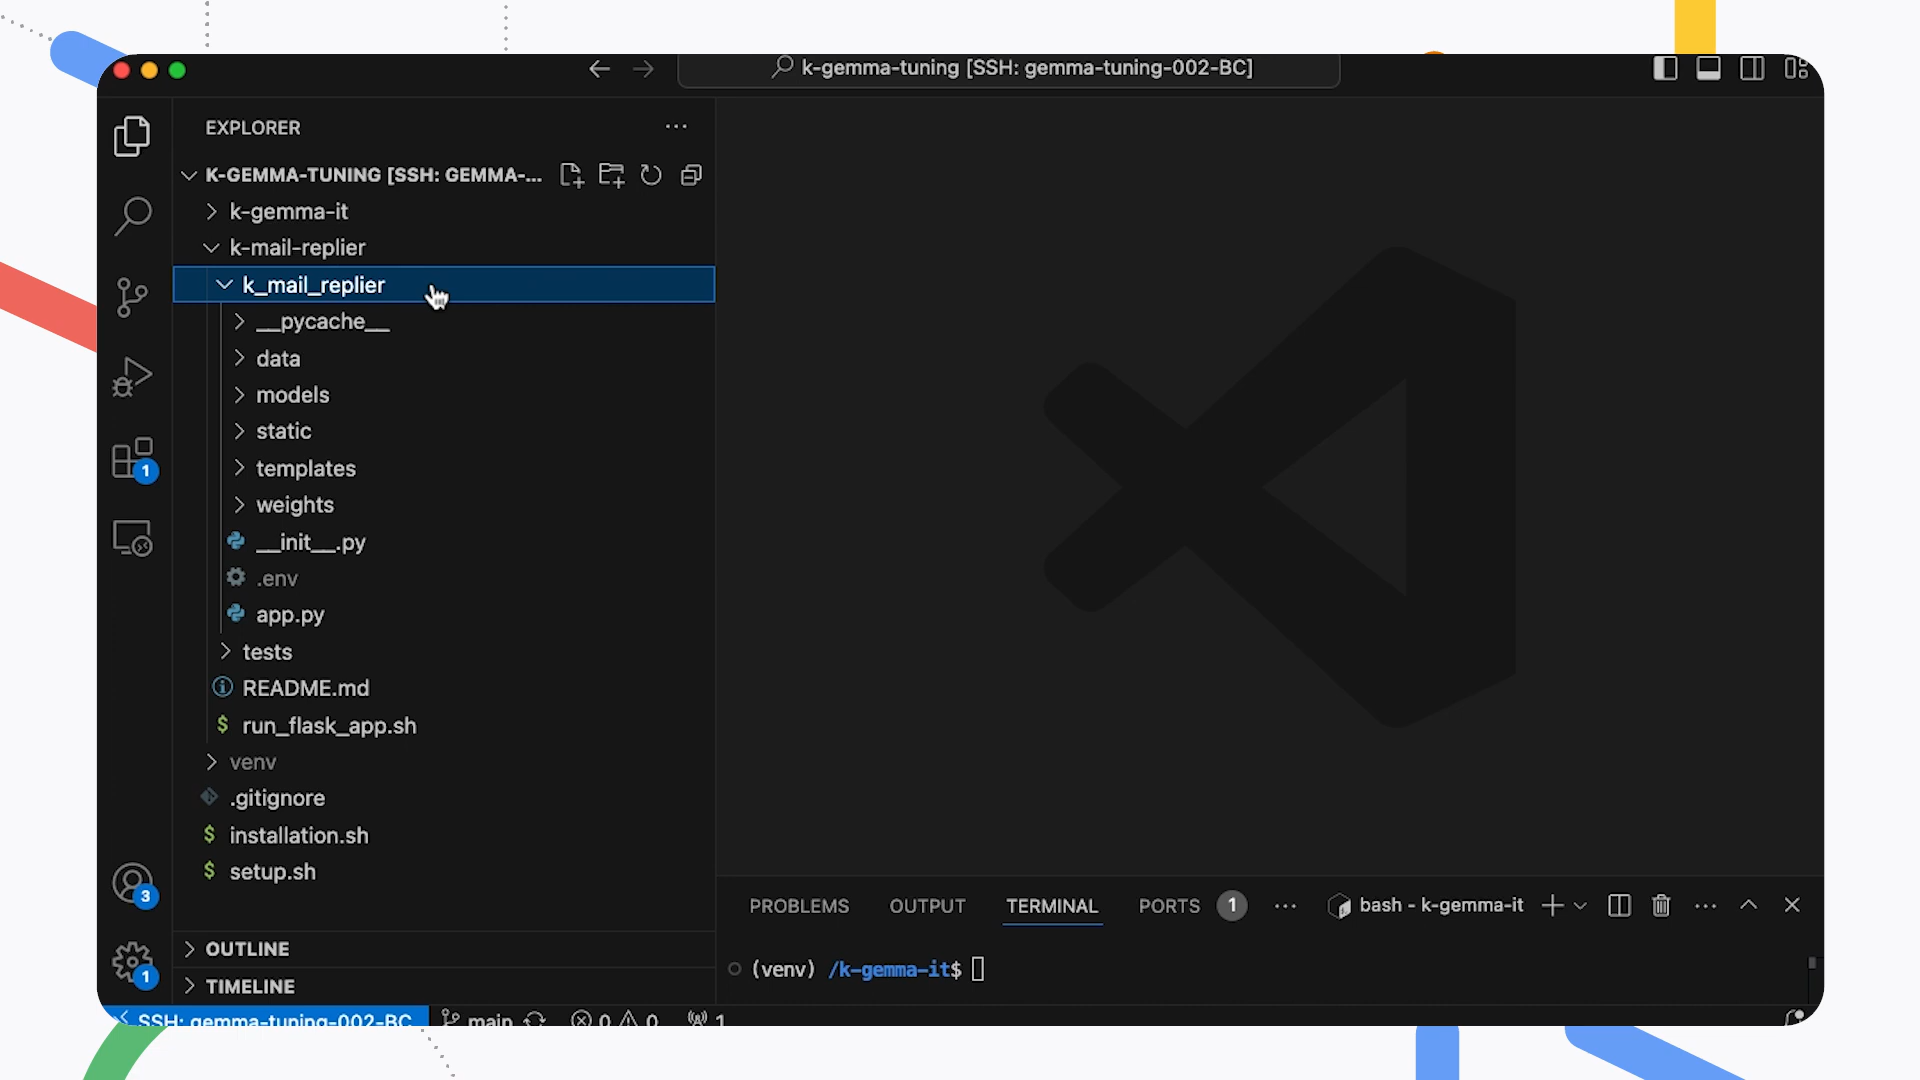 k-gemma-tuning [SSH: gemma-tuning-002-BC]
EXPLORER
K-GEMMA-TUNING [SSH: GEMMA-...
k-gemma-it
k-mail-replier
k_mail_replier
__pycache__
data
models
static
templates
weights
__init__.py
.env
app.py
tests
README.md
$ run_flask_app.sh
venv
.gitignore
$ installation.sh
$ setup.sh
OUTLINE
TIMELINE
1
3
1
PROBLEMS OUTPUT TERMINAL PORTS 1 ... bash - k-gemma-it
(venv) /k-gemma-it$
SSH: gemma-tuning-002-BC main 0 0 1